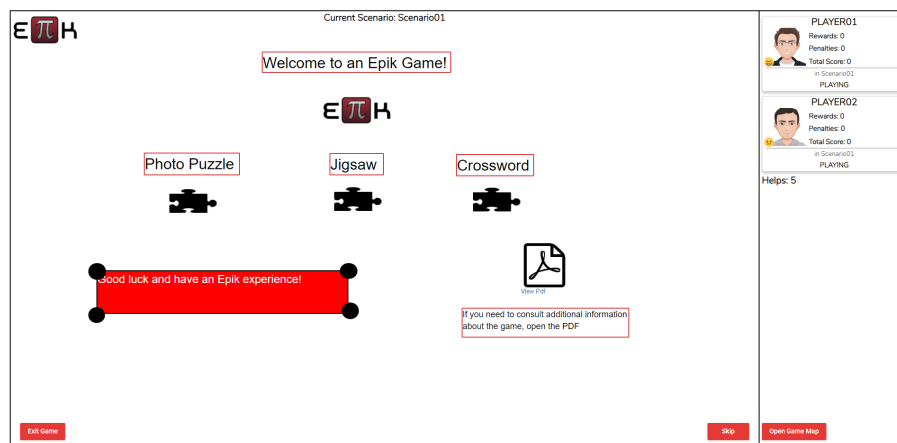 EπK
Current Scenario: Scenario01
Welcome to an Epik Game!
EπK
Photo Puzzle
Jigsaw
Crossword
Good luck and have an Epik experience!
View Pdf
If you need to consult additional information
about the game, open the PDF
Exit Game
Skip
PLAYER01
Rewards: 0
Penalties: 0
Total Score: 0
in Scenario01
PLAYING
PLAYER02
Rewards: 0
Penalties: 0
Total Score: 0
in Scenario01
PLAYING
Helps: 5
Open Game Map